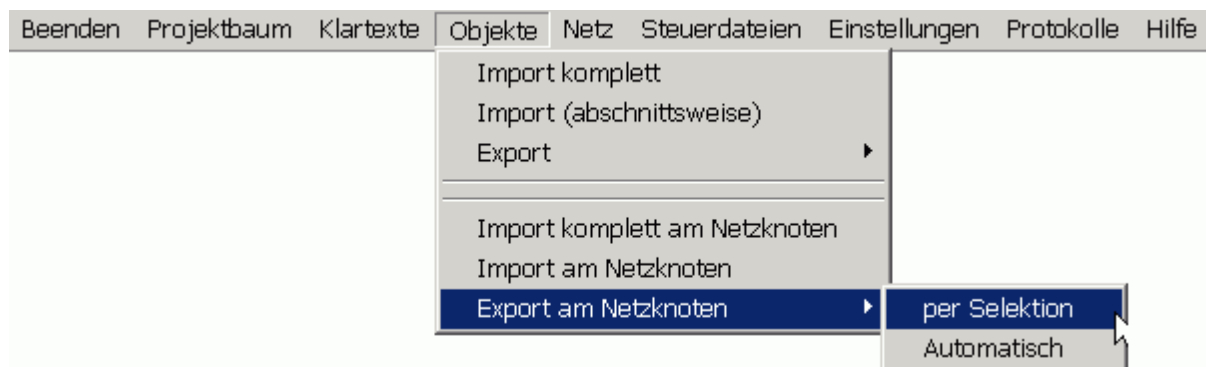 Beenden Projektbaum Klartexte Objekte Netz Steuerdateien Einstellungen Protokolle Hilfe
Import komplett
Import (abschnittsweise)
Export
Import komplett am Netzknoten
Import am Netzknoten
Export am Netzknoten per Selektion
Automatisch